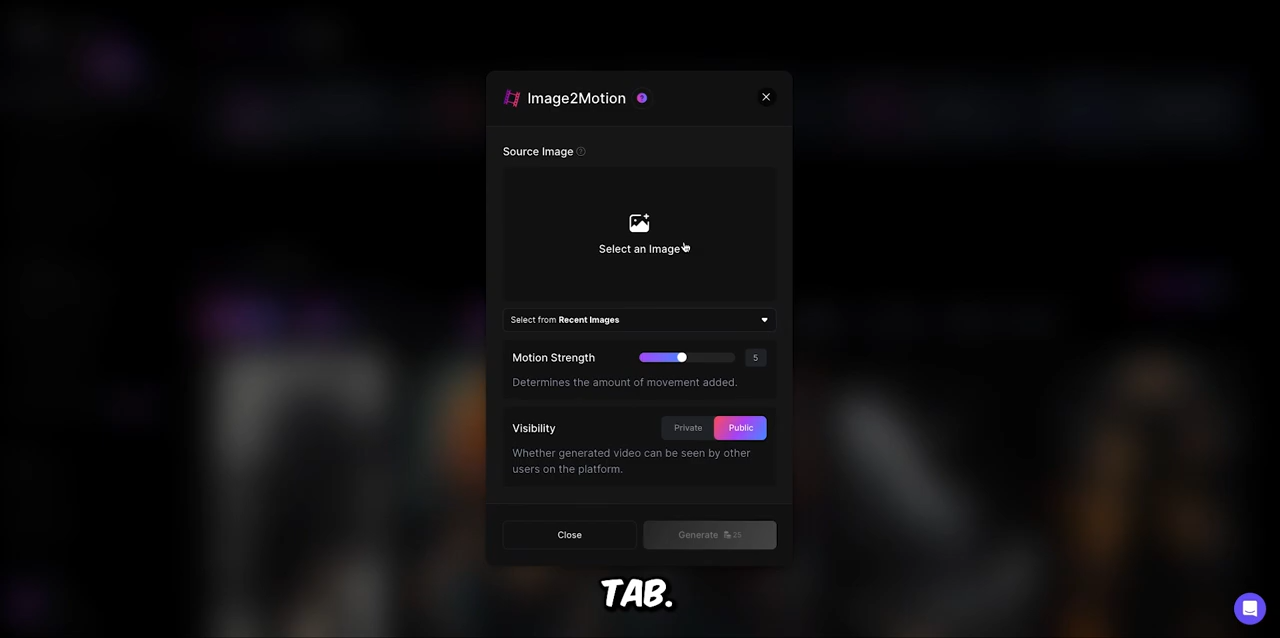 Image2Motion
Source Image
Select an Image
Select from Recent Images
Motion Strength
5
Determines the amount of movement added.
Visibility
Private
Public
Whether generated video can be seen by other
users on the platform.
Close
Generate 25
TAB.